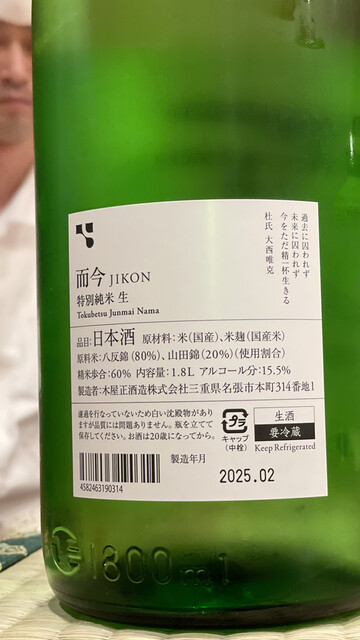 過去に囚われず
未来に囚われず
今をただ精一杯生きる
杜氏 大西唯克
而今 JIKON
特別純米 生
Tokubetsu Junmai Nama
品目:日本酒 原材料:米(国産)、米麹(国産米)
原料米:八反錦(80%)、山田錦(20%)(使用割合)
精米歩合:60% 内容量:1.8L アルコール分:15.5%
製造者:木屋正酒造株式会社三重県名張市本町314番地1
濾過を行なっていないため白い沈殿物があり
ますが品質には問題ありません。瓶を立てて
保存してください。お酒は20歳になってから。
キャップ
(中栓)
生酒
要冷蔵
Keep Refrigerated
4582463190314
製造年月
2025.02
1800ml